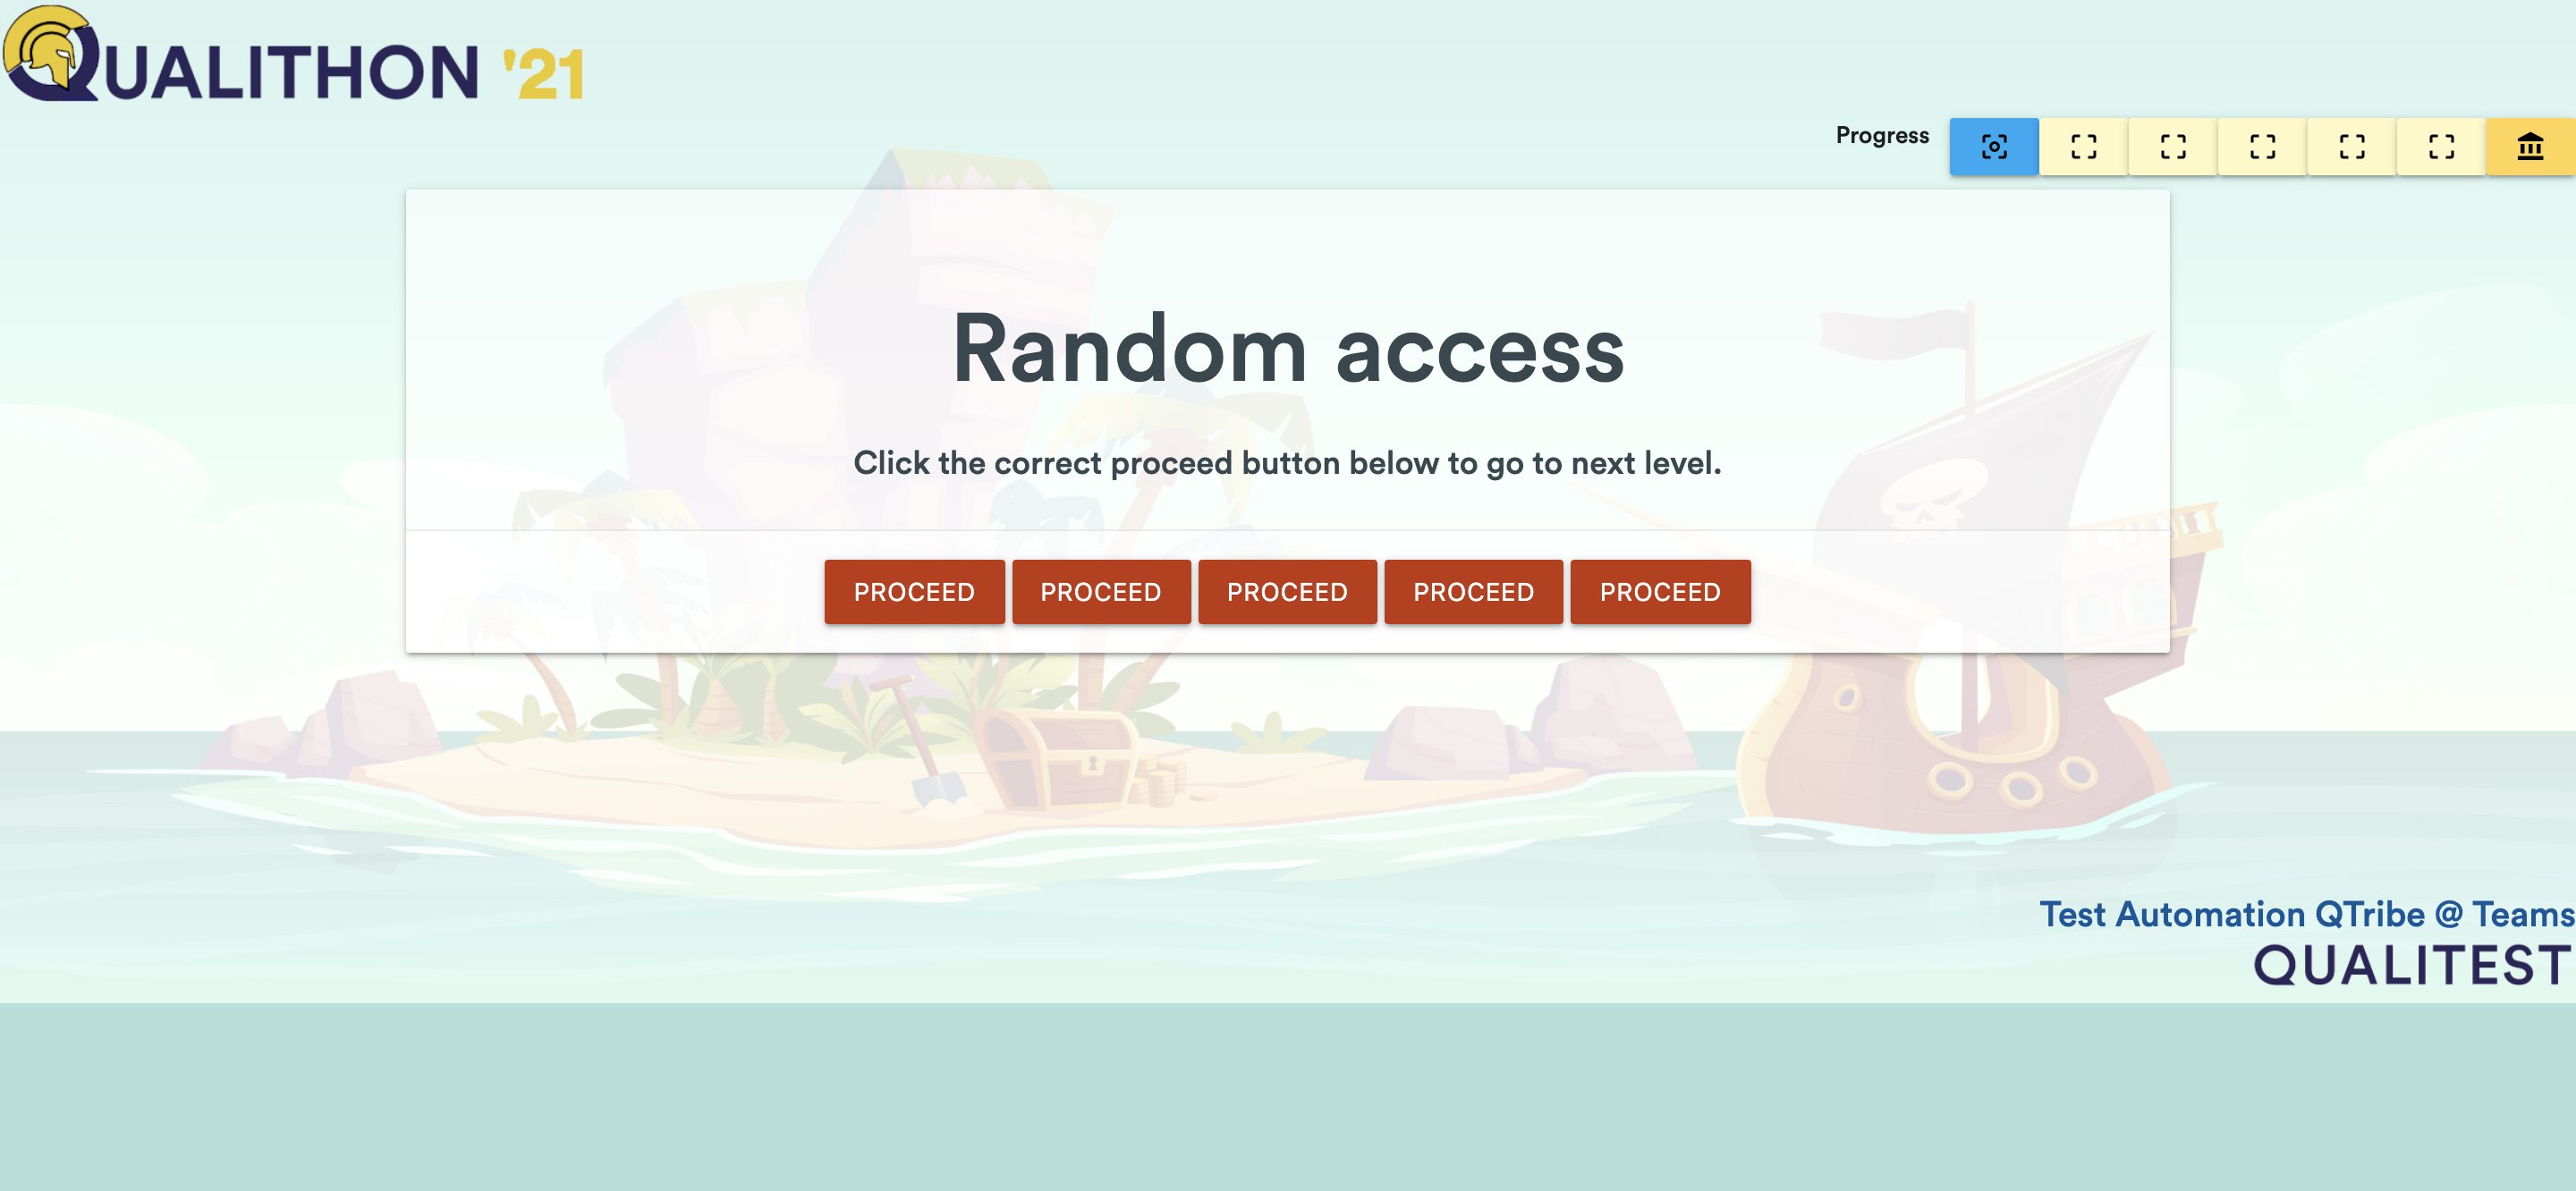 QUALITHON '21
Progress
Random access
Click the correct proceed button below to go to next level.
PROCEED PROCEED PROCEED PROCEED PROCEED
Test Automation QTribe @ Teams
QUALITEST